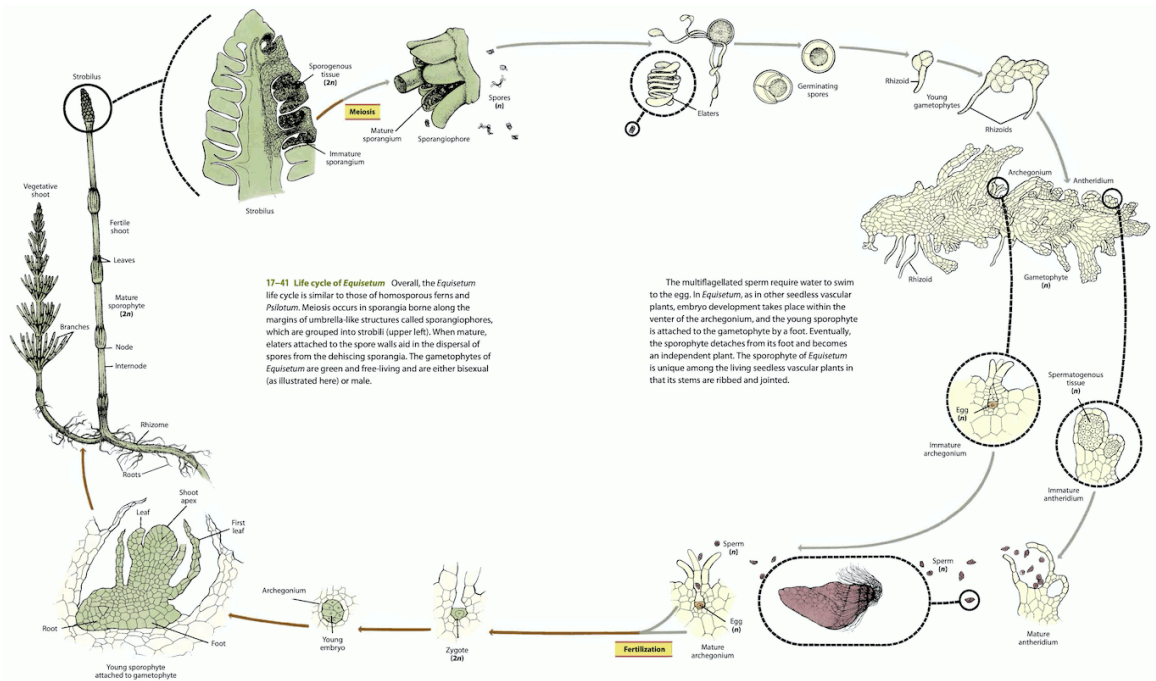 Strobilus
Sporogenous
tissue
(2n)
Meiosis
Mature
sporangium
Sporangiophore
Immature
sporangium
Strobilus
Spores
(n)
Elaters
Germinating
spores
Rhizoid
Young
gametophytes
Rhizoids
Archegonium
Antheridium
Rhizoid
Gametophyte
(n)
Vegetative
shoot
Fertile
shoot
Leaves
Mature
sporophyte
(2n)
Branches
Node
Internode
Rhizome
Roots
17–41 Life cycle of Equisetum Overall, the Equisetum
life cycle is similar to those of homosporous ferns and
Psilotum. Meiosis occurs in sporangia borne along the
margins of umbrella-like structures called sporangiophores,
which are grouped into strobili (upper left). When mature,
elaters attached to the spore walls aid in the dispersal of
spores from the dehiscing sporangia. The gametophytes of
Equisetum are green and free-living and are either bisexual
(as illustrated here) or male.
The multiflagellated sperm require water to swim
to the egg. In Equisetum, as in other seedless vascular
plants, embryo development takes place within the
venter of the archegonium, and the young sporophyte
is attached to the gametophyte by a foot. Eventually,
the sporophyte detaches from its foot and becomes
an independent plant. The sporophyte of Equisetum
is unique among the living seedless vascular plants in
that its stems are ribbed and jointed.
Egg
(n)
Immature
archegonium
Spermatogenous
tissue
(n)
Immature
antheridium
Shoot
apex
Leaf
First
leaf
Root
Foot
Young sporophyte
attached to gametophyte
Archegonium
Young
embryo
Zygote
(2n)
Fertilization
Sperm
(n)
Egg
(n)
Mature
archegonium
Sperm
(n)
Mature
antheridium